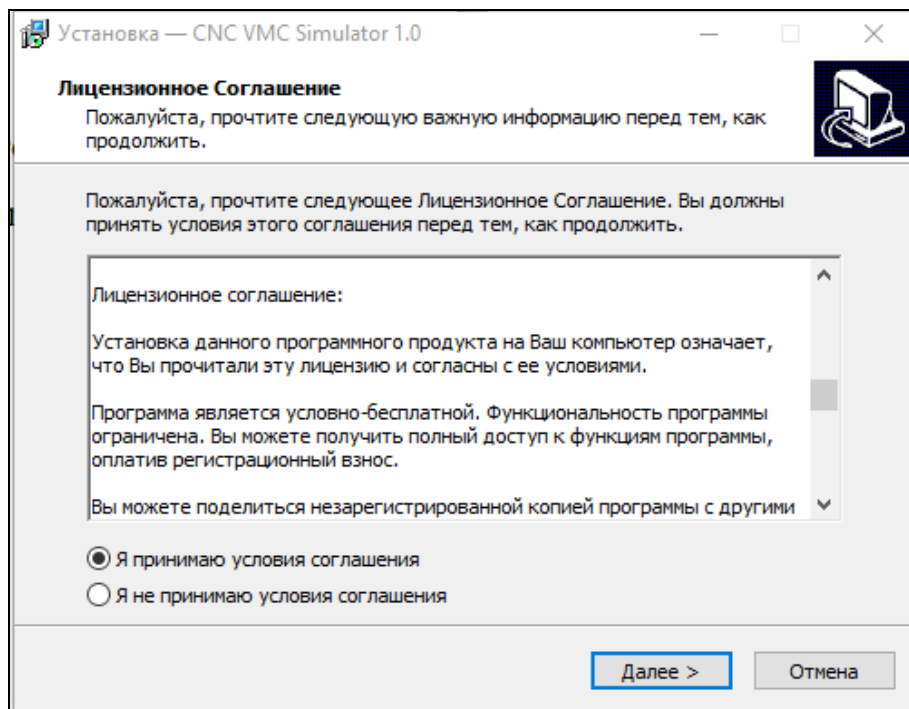 Установка — CNC VMC Simulator 1.0
Лицензионное Соглашение
Пожалуйста, прочтите следующую важную информацию перед тем, как
продолжить.
Пожалуйста, прочтите следующее Лицензионное Соглашение. Вы должны
принять условия этого соглашения перед тем, как продолжить.
Лицензионное соглашение:
Установка данного программного продукта на Ваш компьютер означает,
что Вы прочитали эту лицензию и согласны с ее условиями.
Программа является условно-бесплатной. Функциональность программы
ограничена. Вы можете получить полный доступ к функциям программы,
оплатив регистрационный взнос.
Вы можете поделиться незарегистрированной копией программы с другими
Я принимаю условия соглашения
Я не принимаю условия соглашения
Далее >
Отмена